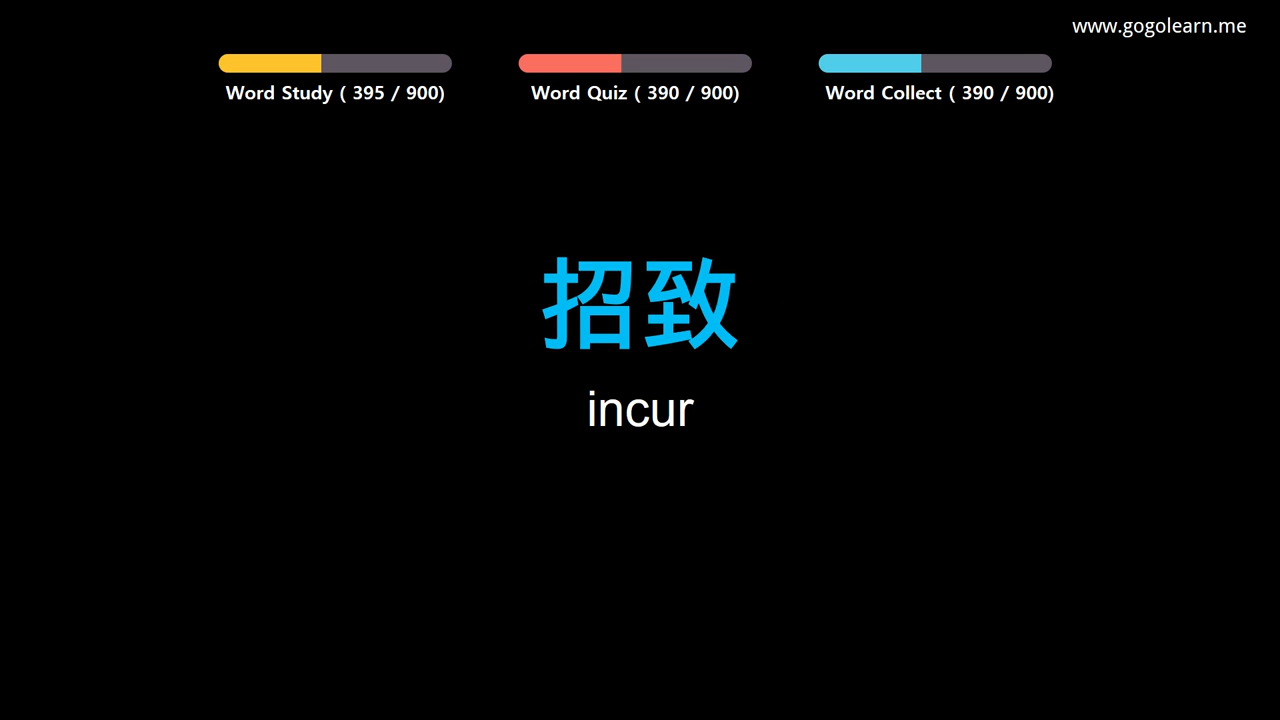 www.gogolearn.me
Word Study ( 395 / 900)
Word Quiz ( 390 / 900)
Word Collect ( 390 / 900)
招致
incur